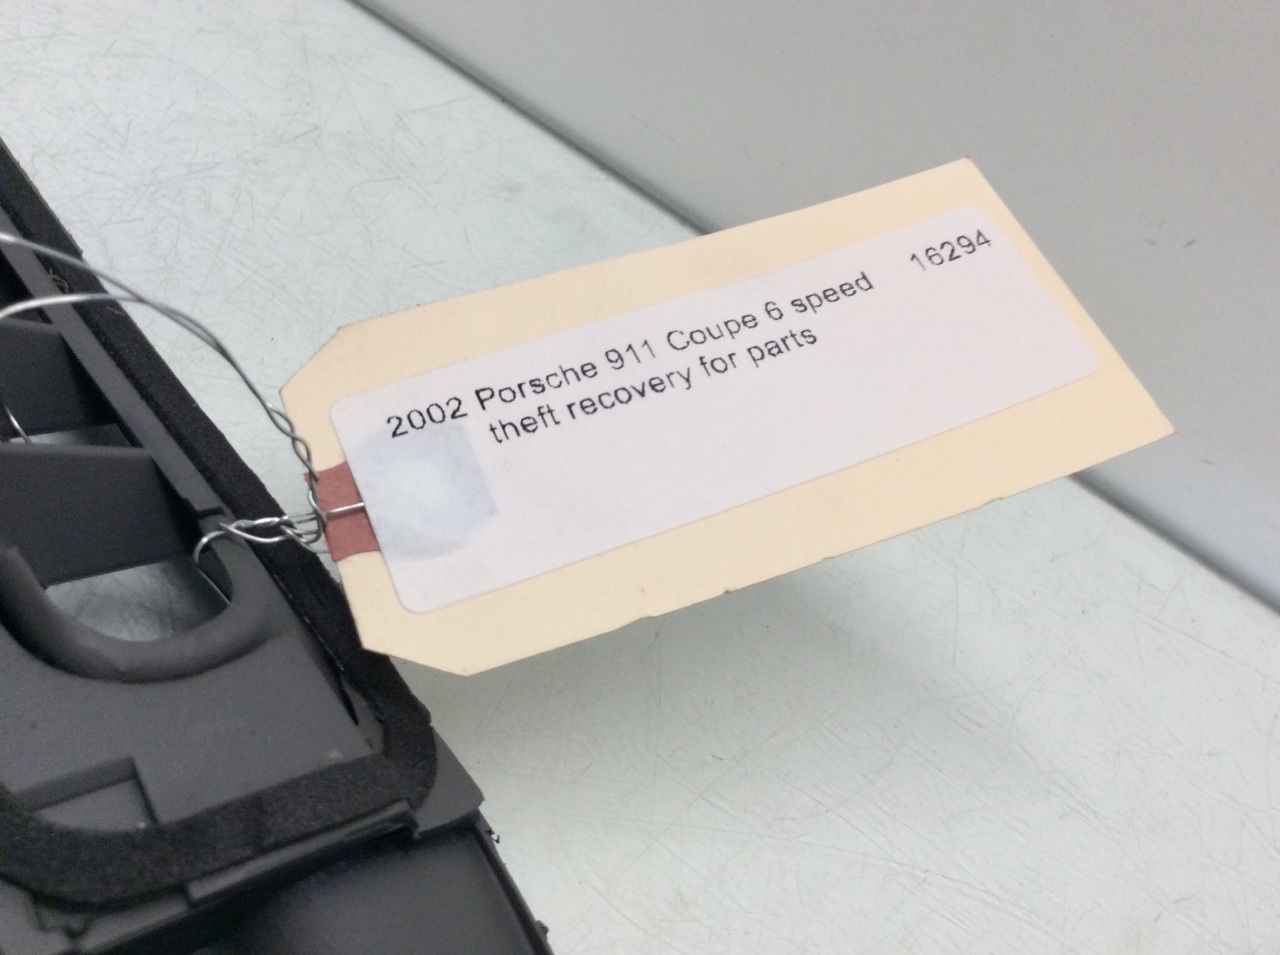 2002 Porsche 911 Coupe 6 speed 16294
theft recovery for parts